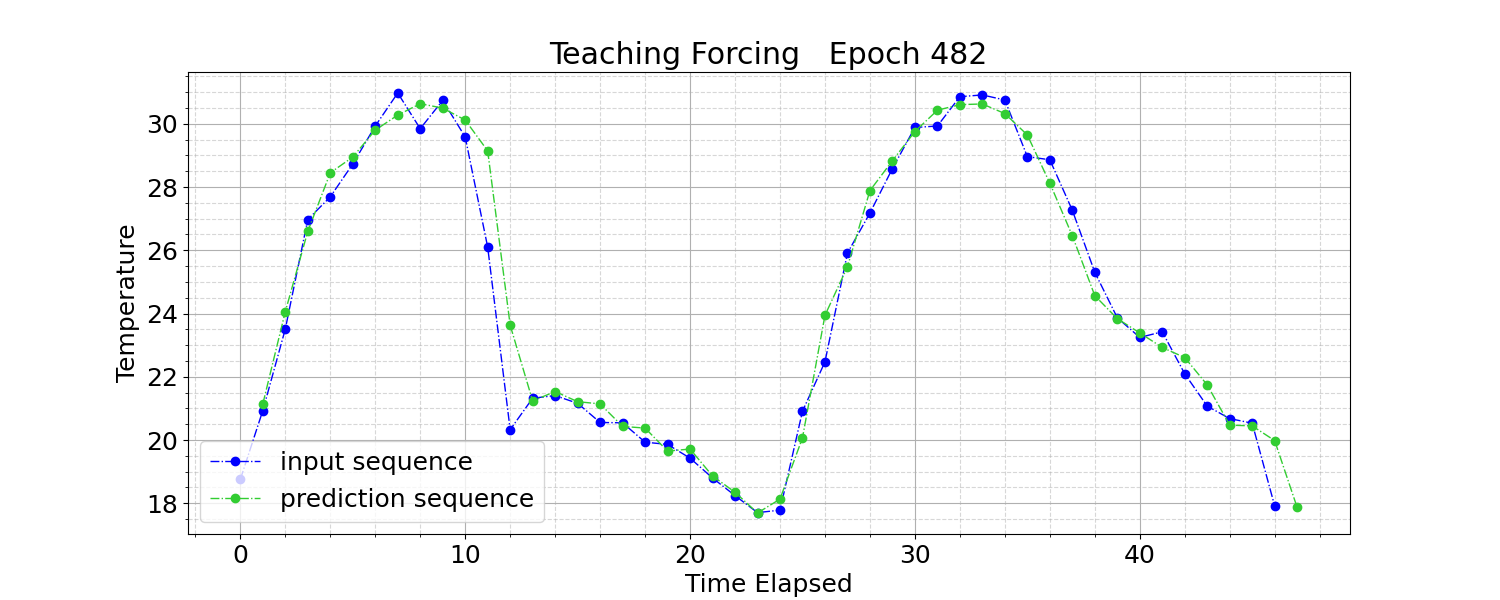 Teaching Forcing   Epoch 482
Temperature
30
28
26
24
22
20
18
input sequence
prediction sequence
0 10 20 30 40
Time Elapsed